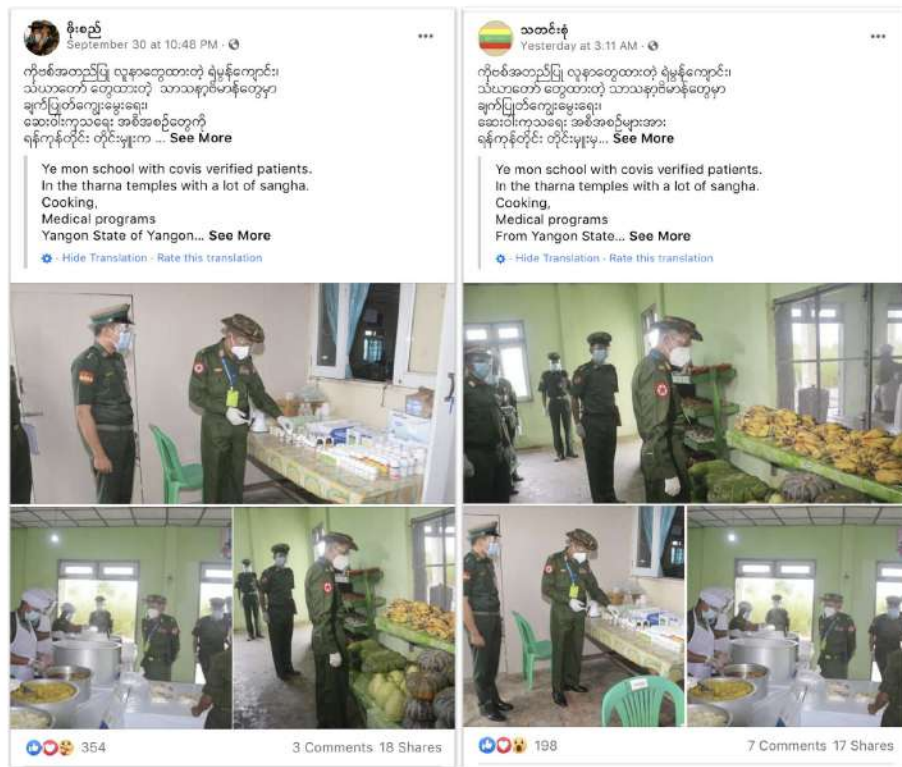 ဖိုးစည်
September 30 at 10:48 PM ·
ကိုဗစ်အတည်ပြု လူနာတွေထားတဲ့ ရဲမွန်ကျောင်း၊
သံဃာတော် တွေထားတဲ့ သာသနာ့ဗိမာန်တွေမှာ
ချက်ပြုတ်ကျွေးမွေးရေး၊
ဆေးဝါးကုသရေး အစီအစဉ်တွေကို
ရန်ကုန်တိုင်း တိုင်းမှူးက ... See More
Ye mon school with covis verified patients.
In the tharna temples with a lot of sangha.
Cooking,
Medical programs
Yangon State of Yangon... See More
· Hide Translation · Rate this translation
354
3 Comments 18 Shares
သတင်းစုံ
Yesterday at 3:11 AM ·
ကိုဗစ်အတည်ပြု လူနာတွေထားတဲ့ ရဲမွန်ကျောင်း၊
သံဃာတော် တွေထားတဲ့ သာသနာ့ဗိမာန်တွေမှာ
ချက်ပြုတ်ကျွေးမွေးရေး၊
ဆေးဝါးကုသရေး အစီအစဉ်များအား
ရန်ကုန်တိုင်း တိုင်းမှူးမှ... See More
Ye mon school with covis verified patients.
In the tharna temples with a lot of sangha.
Cooking,
Medical programs
From Yangon State... See More
· Hide Translation · Rate this translation
198
7 Comments 17 Shares